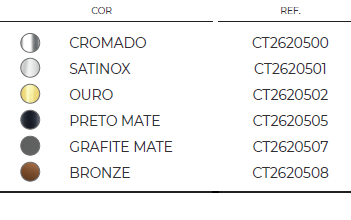 COR REF.
CROMADO CT2620500
SATINOX CT2620501
OURO CT2620502
PRETO MATE CT2620505
GRAFITE MATE CT2620507
BRONZE CT2620508